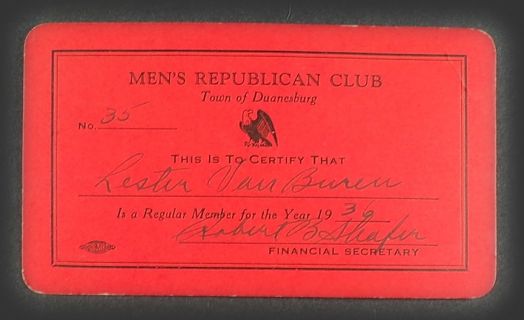 MEN'S REPUBLICAN CLUB
Town of Duanesburg
No. 35
THIS IS TO CERTIFY THAT
Lester Van Buren
Is a Regular Member for the Year 1936
Robert B Shafer
FINANCIAL SECRETARY